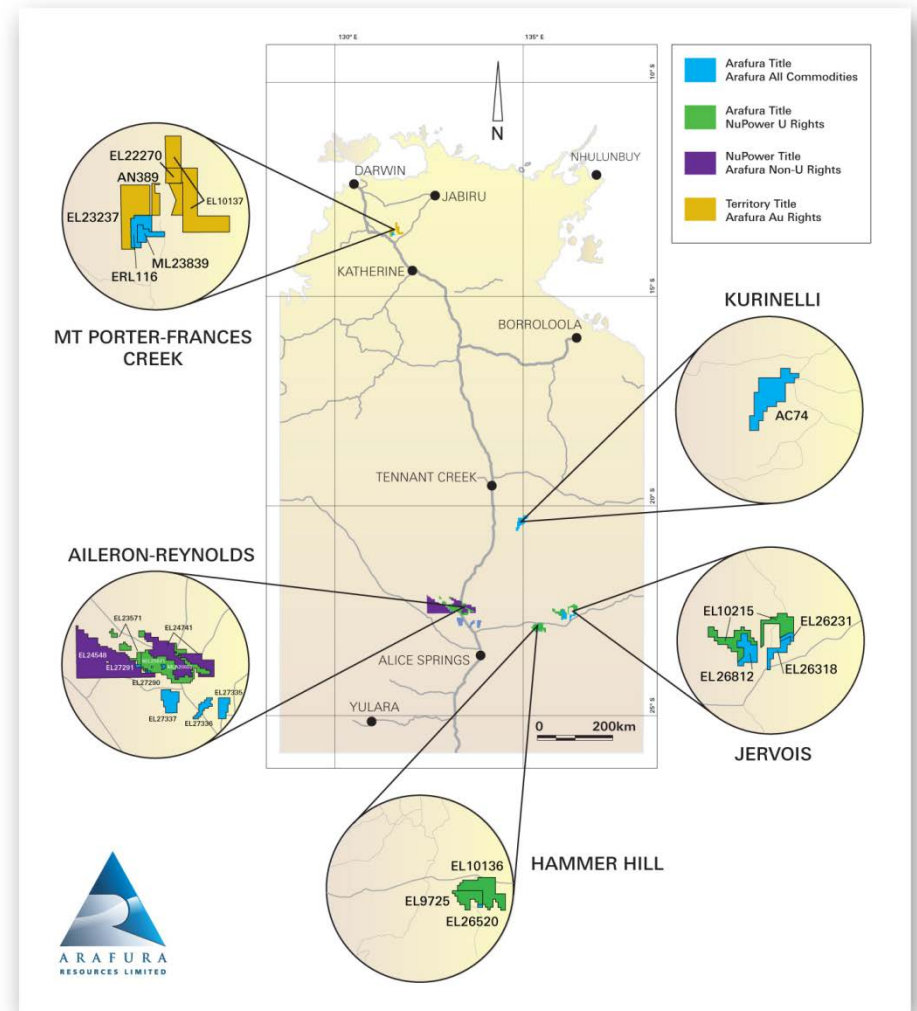 130° E
135° E
10° S
15° S
20° S
25° S
N
Arafura Title
Arafura All Commodities
Arafura Title
NuPower U Rights
NuPower Title
Arafura Non-U Rights
Territory Title
Arafura Au Rights
EL22270
AN389
EL10137
EL23237
ML23839
ERL116
MT PORTER-FRANCES
CREEK
DARWIN
NHULUNBUY
JABIRU
KATHERINE
BORROLOOLA
TENNANT CREEK
ALICE SPRINGS
YULARA
0 200km
KURINELLI
AC74
AILERON-REYNOLDS
EL23571
EL24741
EL24548
EL27291
EL27290
EL27337
EL27336
EL27335
EL10215
EL26231
EL26812
EL26318
JERVOIS
HAMMER HILL
EL10136
EL9725
EL26520
ARAFURA
RESOURCES LIMITED